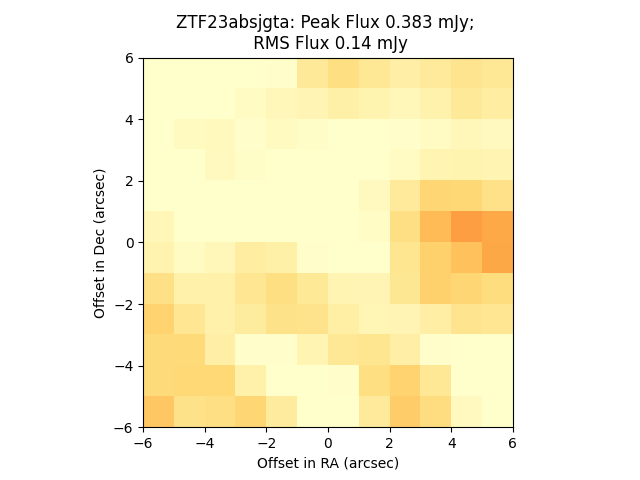 ZTF23absjgta: Peak Flux 0.383 mJy;
RMS Flux 0.14 mJy
6
4
2
0
−2
−4
−6
Offset in Dec (arcsec)
−6 −4 −2 0 2 4 6
Offset in RA (arcsec)